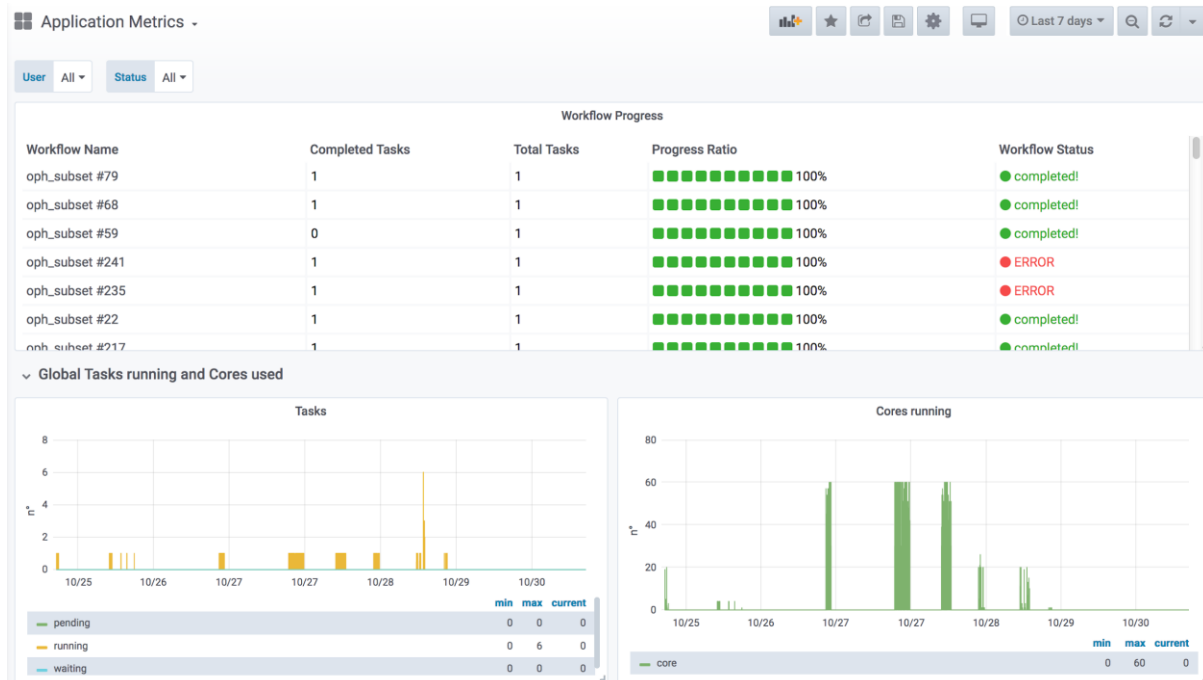 Application Metrics
Last 7 days
User All Status All
Workflow Progress
Workflow Name Completed Tasks Total Tasks Progress Ratio Workflow Status
oph_subset #79 1 1 100% completed!
oph_subset #68 1 1 100% completed!
oph_subset #59 0 1 100% completed!
oph_subset #241 1 1 100% ERROR
oph_subset #235 1 1 100% ERROR
oph_subset #22 1 1 100% completed!
oph_subset #217 1 1 100% completed!
Global Tasks running and Cores used
Tasks
8
6
4
2
0
n°
10/25 10/26 10/27 10/27 10/28 10/29 10/30
min max current
pending 0 0 0
running 0 6 0
waiting 0 0 0
Cores running
80
60
40
20
0
n°
10/25 10/26 10/27 10/27 10/28 10/29 10/30
min max current
core 0 60 0